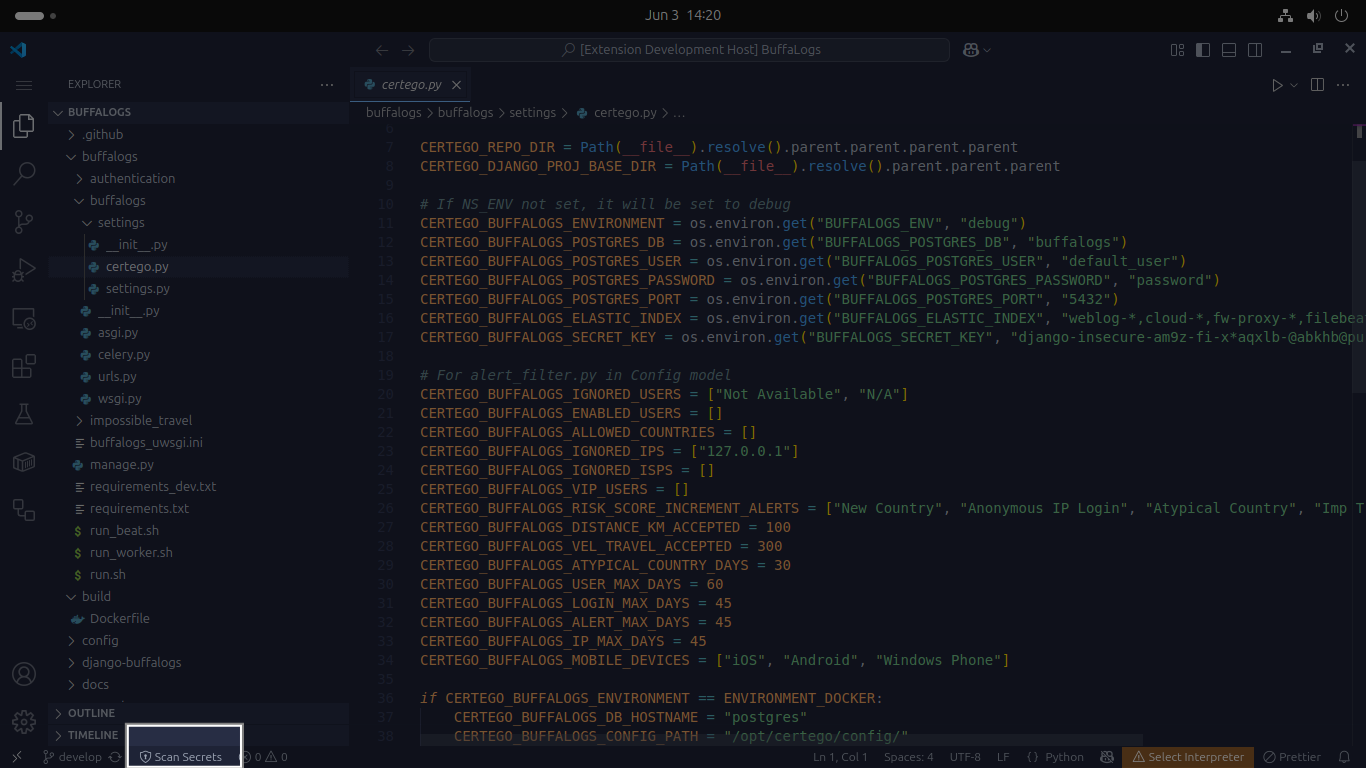 Jun 3 14:20
[Extension Development Host] BuffaLogs
EXPLORER
BUFFALOGS
.github
buffalogs
authentication
buffalogs
settings
__init__.py
certego.py
settings.py
__init__.py
asgi.py
celery.py
urls.py
wsgi.py
impossible_travel
buffalogs_uwsgi.ini
manage.py
requirements_dev.txt
requirements.txt
run_beat.sh
run_worker.sh
run.sh
build
Dockerfile
config
django-buffalogs
docs
OUTLINE
TIMELINE
certego.py
buffalogs > buffalogs > settings > certego.py > ...
6
7 CERTEGO_REPO_DIR = Path(__file__).resolve().parent.parent.parent.parent
8 CERTEGO_DJANGO_PROJ_BASE_DIR = Path(__file__).resolve().parent.parent.parent
9
10 # If NS_ENV not set, it will be set to debug
11 CERTEGO_BUFFALOGS_ENVIRONMENT = os.environ.get("BUFFALOGS_ENV", "debug")
12 CERTEGO_BUFFALOGS_POSTGRES_DB = os.environ.get("BUFFALOGS_POSTGRES_DB", "buffalogs")
13 CERTEGO_BUFFALOGS_POSTGRES_USER = os.environ.get("BUFFALOGS_POSTGRES_USER", "default_user")
14 CERTEGO_BUFFALOGS_POSTGRES_PASSWORD = os.environ.get("BUFFALOGS_POSTGRES_PASSWORD", "password")
15 CERTEGO_BUFFALOGS_POSTGRES_PORT = os.environ.get("BUFFALOGS_POSTGRES_PORT", "5432")
16 CERTEGO_BUFFALOGS_ELASTIC_INDEX = os.environ.get("BUFFALOGS_ELASTIC_INDEX", "weblog-*,cloud-*,fw-proxy-*,filebea
17 CERTEGO_BUFFALOGS_SECRET_KEY = os.environ.get("BUFFALOGS_SECRET_KEY", "django-insecure-am9z-fi-x*aqxlb-@abkhb@pu
18
19 # For alert_filter.py in Config model
20 CERTEGO_BUFFALOGS_IGNORED_USERS = ["Not Available", "N/A"]
21 CERTEGO_BUFFALOGS_ENABLED_USERS = []
22 CERTEGO_BUFFALOGS_ALLOWED_COUNTRIES = []
23 CERTEGO_BUFFALOGS_IGNORED_IPS = ["127.0.0.1"]
24 CERTEGO_BUFFALOGS_IGNORED_ISPS = []
25 CERTEGO_BUFFALOGS_VIP_USERS = []
26 CERTEGO_BUFFALOGS_RISK_SCORE_INCREMENT_ALERTS = ["New Country", "Anonymous IP Login", "Atypical Country", "Imp T
27 CERTEGO_BUFFALOGS_DISTANCE_KM_ACCEPTED = 100
28 CERTEGO_BUFFALOGS_VEL_TRAVEL_ACCEPTED = 300
29 CERTEGO_BUFFALOGS_ATYPICAL_COUNTRY_DAYS = 30
30 CERTEGO_BUFFALOGS_USER_MAX_DAYS = 60
31 CERTEGO_BUFFALOGS_LOGIN_MAX_DAYS = 45
32 CERTEGO_BUFFALOGS_ALERT_MAX_DAYS = 45
33 CERTEGO_BUFFALOGS_IP_MAX_DAYS = 45
34 CERTEGO_BUFFALOGS_MOBILE_DEVICES = ["iOS", "Android", "Windows Phone"]
35
36 if CERTEGO_BUFFALOGS_ENVIRONMENT == ENVIRONMENT_DOCKER:
37 CERTEGO_BUFFALOGS_DB_HOSTNAME = "postgres"
38 CERTEGO_BUFFALOGS_CONFIG_PATH = "/opt/certego/config/"
develop Scan Secrets 0 0 Ln 1, Col 1 Spaces: 4 UTF-8 LF {} Python Select Interpreter Prettier